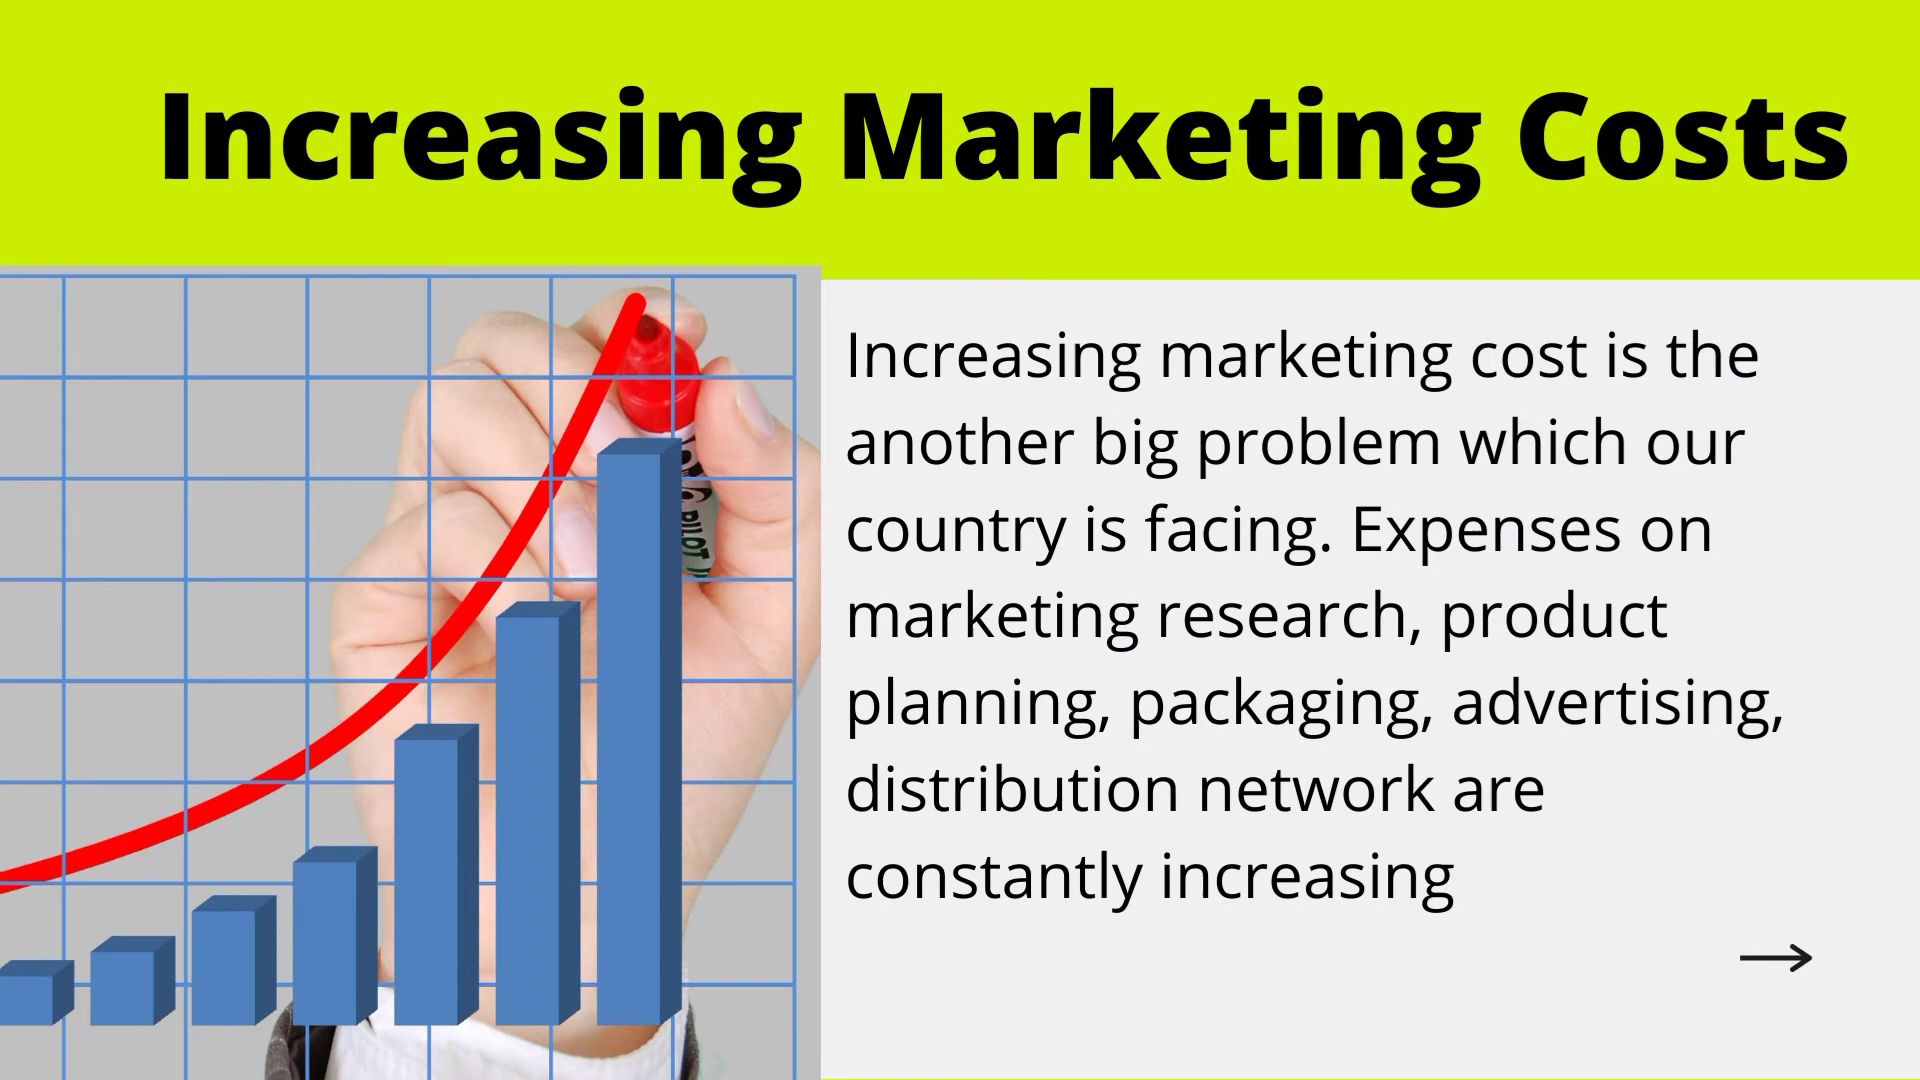 Increasing Marketing Costs
Increasing marketing cost is the
another big problem which our
country is facing. Expenses on
marketing research, product
planning, packaging, advertising,
distribution network are
constantly increasing